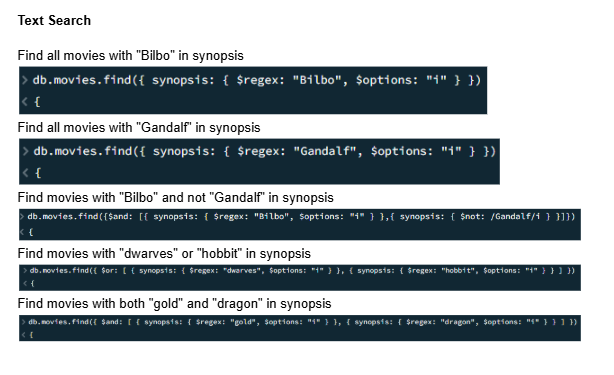 Text Search
Find all movies with "Bilbo" in synopsis
> db.movies.find({ synopsis: { $regex: "Bilbo", $options: "i" } })
< {
Find all movies with "Gandalf" in synopsis
> db.movies.find({ synopsis: { $regex: "Gandalf", $options: "i" } })
< {
Find movies with "Bilbo" and not "Gandalf" in synopsis
> db.movies.find({$and: [{ synopsis: { $regex: "Bilbo", $options: "i" } },{ synopsis: { $not: /Gandalf/i } }]})
< {
Find movies with "dwarves" or "hobbit" in synopsis
> db.movies.find({ $or: [ { synopsis: { $regex: "dwarves", $options: "i" } }, { synopsis: { $regex: "hobbit", $options: "i" } } ] })
< {
Find movies with both "gold" and "dragon" in synopsis
> db.movies.find({ $and: [ { synopsis: { $regex: "gold", $options: "i" } }, { synopsis: { $regex: "dragon", $options: "i" } } ] })
< {